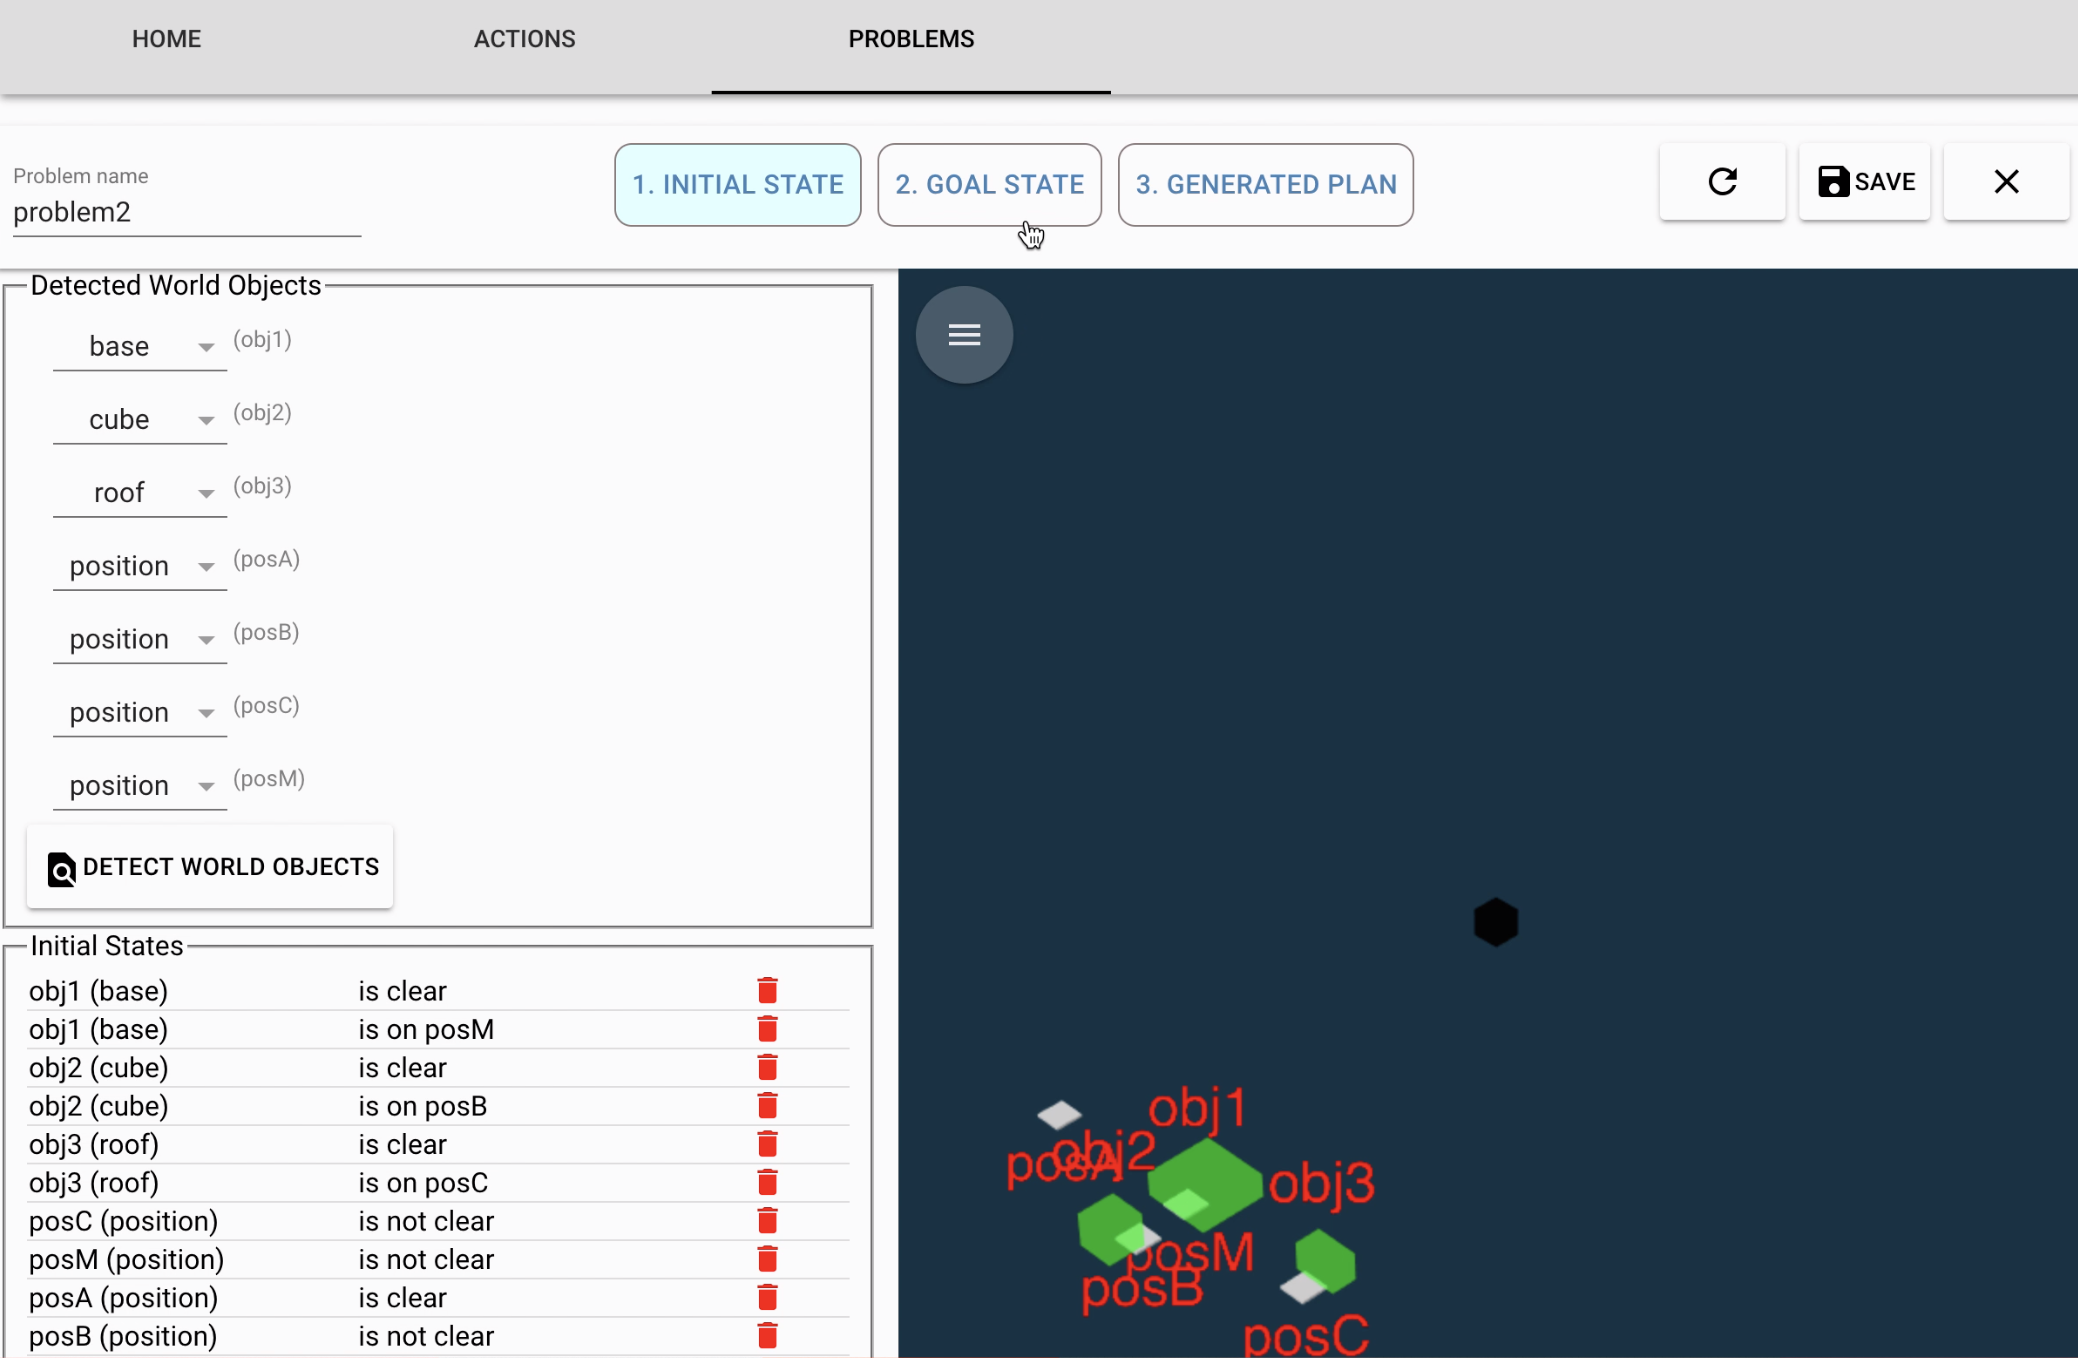 HOME
ACTIONS
PROBLEMS
Problem name
problem2
1. INITIAL STATE
2. GOAL STATE
3. GENERATED PLAN
SAVE
Detected World Objects
base (obj1)
cube (obj2)
roof (obj3)
position (posA)
position (posB)
position (posC)
position (posM)
DETECT WORLD OBJECTS
Initial States
obj1 (base) is clear
obj1 (base) is on posM
obj2 (cube) is clear
obj2 (cube) is on posB
obj3 (roof) is clear
obj3 (roof) is on posC
posC (position) is not clear
posM (position) is not clear
posA (position) is clear
posB (position) is not clear
obj1
obj2
posA
obj3
posM
posB
posC